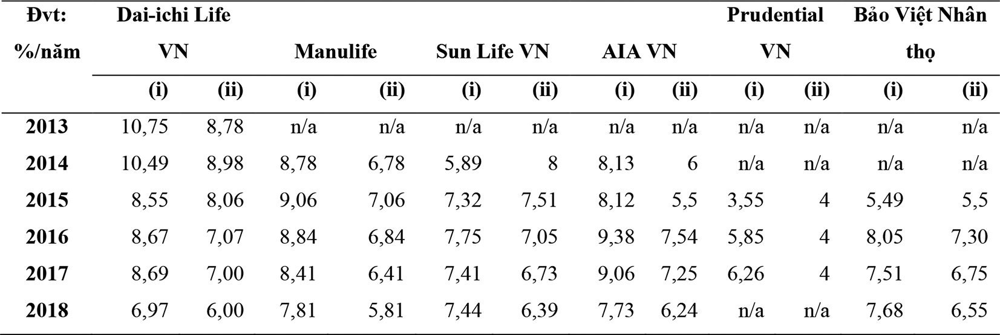 Đvt: Dai-ichi Life Prudential Bảo Việt Nhân
%/năm VN Manulife Sun Life VN AIA VN VN thọ
(i) (ii) (i) (ii) (i) (ii) (i) (ii) (i) (ii) (i) (ii)
2013 10,75 8,78 n/a n/a n/a n/a n/a n/a n/a n/a n/a n/a
2014 10,49 8,98 8,78 6,78 5,89 8 8,13 6 n/a n/a n/a n/a
2015 8,55 8,06 9,06 7,06 7,32 7,51 8,12 5,5 3,55 4 5,49 5,5
2016 8,67 7,07 8,84 6,84 7,75 7,05 9,38 7,54 5,85 4 8,05 7,30
2017 8,69 7,00 8,41 6,41 7,41 6,73 9,06 7,25 6,26 4 7,51 6,75
2018 6,97 6,00 7,81 5,81 7,44 6,39 7,73 6,24 n/a n/a 7,68 6,55